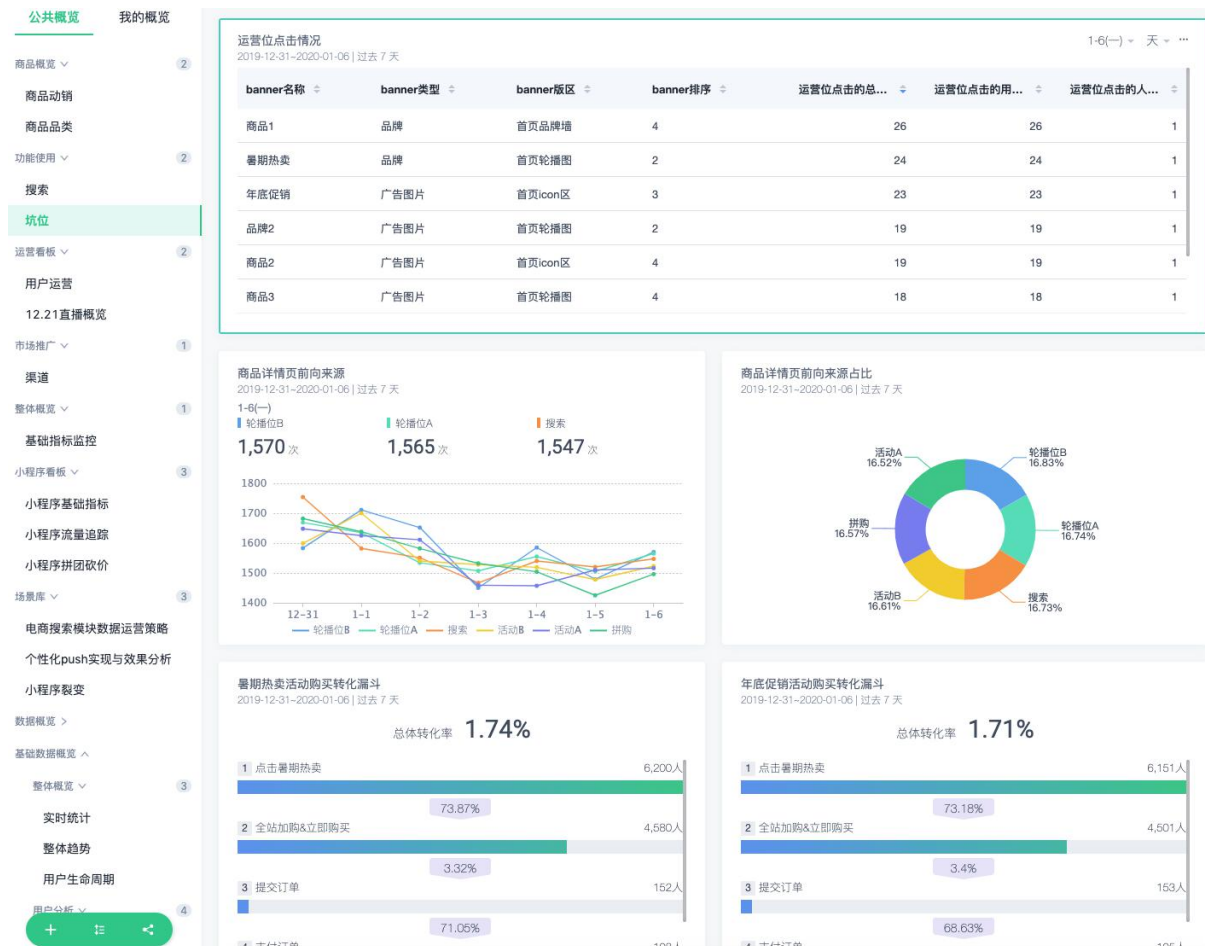 公共概览 我的概览
商品概览 2
商品动销
商品品类
功能使用 2
搜索
坑位
运营看板 2
用户运营
12.21直播概览
市场推广 1
渠道
整体概览 1
基础指标监控
小程序看板 3
小程序基础指标
小程序流量追踪
小程序拼团砍价
场景库 3
电商搜索模块数据运营策略
个性化push实现与效果分析
小程序裂变
数据概览
基础数据概览
整体概览 3
实时统计
整体趋势
用户生命周期
用户分析 4
运营位点击情况 1-6(一) 天 ···
2019-12-31~2020-01-06 | 过去 7 天
banner名称 banner类型 banner版区 banner排序 运营位点击的总... 运营位点击的用... 运营位点击的人...
商品1 品牌 首页品牌墙 4 26 26 1
暑期热卖 品牌 首页轮播图 2 24 24 1
年底促销 广告图片 首页icon区 3 23 23 1
品牌2 广告图片 首页轮播图 2 19 19 1
商品2 广告图片 首页icon区 4 19 19 1
商品3 广告图片 首页轮播图 4 18 18 1
商品详情页前向来源
2019-12-31~2020-01-06 | 过去 7 天
1-6(一)
轮播位B 轮播位A 搜索
1,570 次 1,565 次 1,547 次
1800
1700
1600
1500
1400
12-31 1-1 1-2 1-3 1-4 1-5 1-6
轮播位B 轮播位A 搜索 活动B 活动A 拼购
商品详情页前向来源占比
2019-12-31~2020-01-06 | 过去 7 天
活动A
16.52%
轮播位B
16.83%
拼购
16.57%
轮播位A
16.74%
活动B
16.61%
搜索
16.73%
暑期热卖活动购买转化漏斗
2019-12-31~2020-01-06 | 过去 7 天
总体转化率 1.74%
1 点击暑期热卖 6,200人
73.87%
2 全站加购&立即购买 4,580人
3.32%
3 提交订单 152人
71.05%
4 支付订单 108人
年底促销活动购买转化漏斗
2019-12-31~2020-01-06 | 过去 7 天
总体转化率 1.71%
1 点击暑期热卖 6,151人
73.18%
2 全站加购&立即购买 4,501人
3.4%
3 提交订单 153人
68.63%
4 支付订单 105人